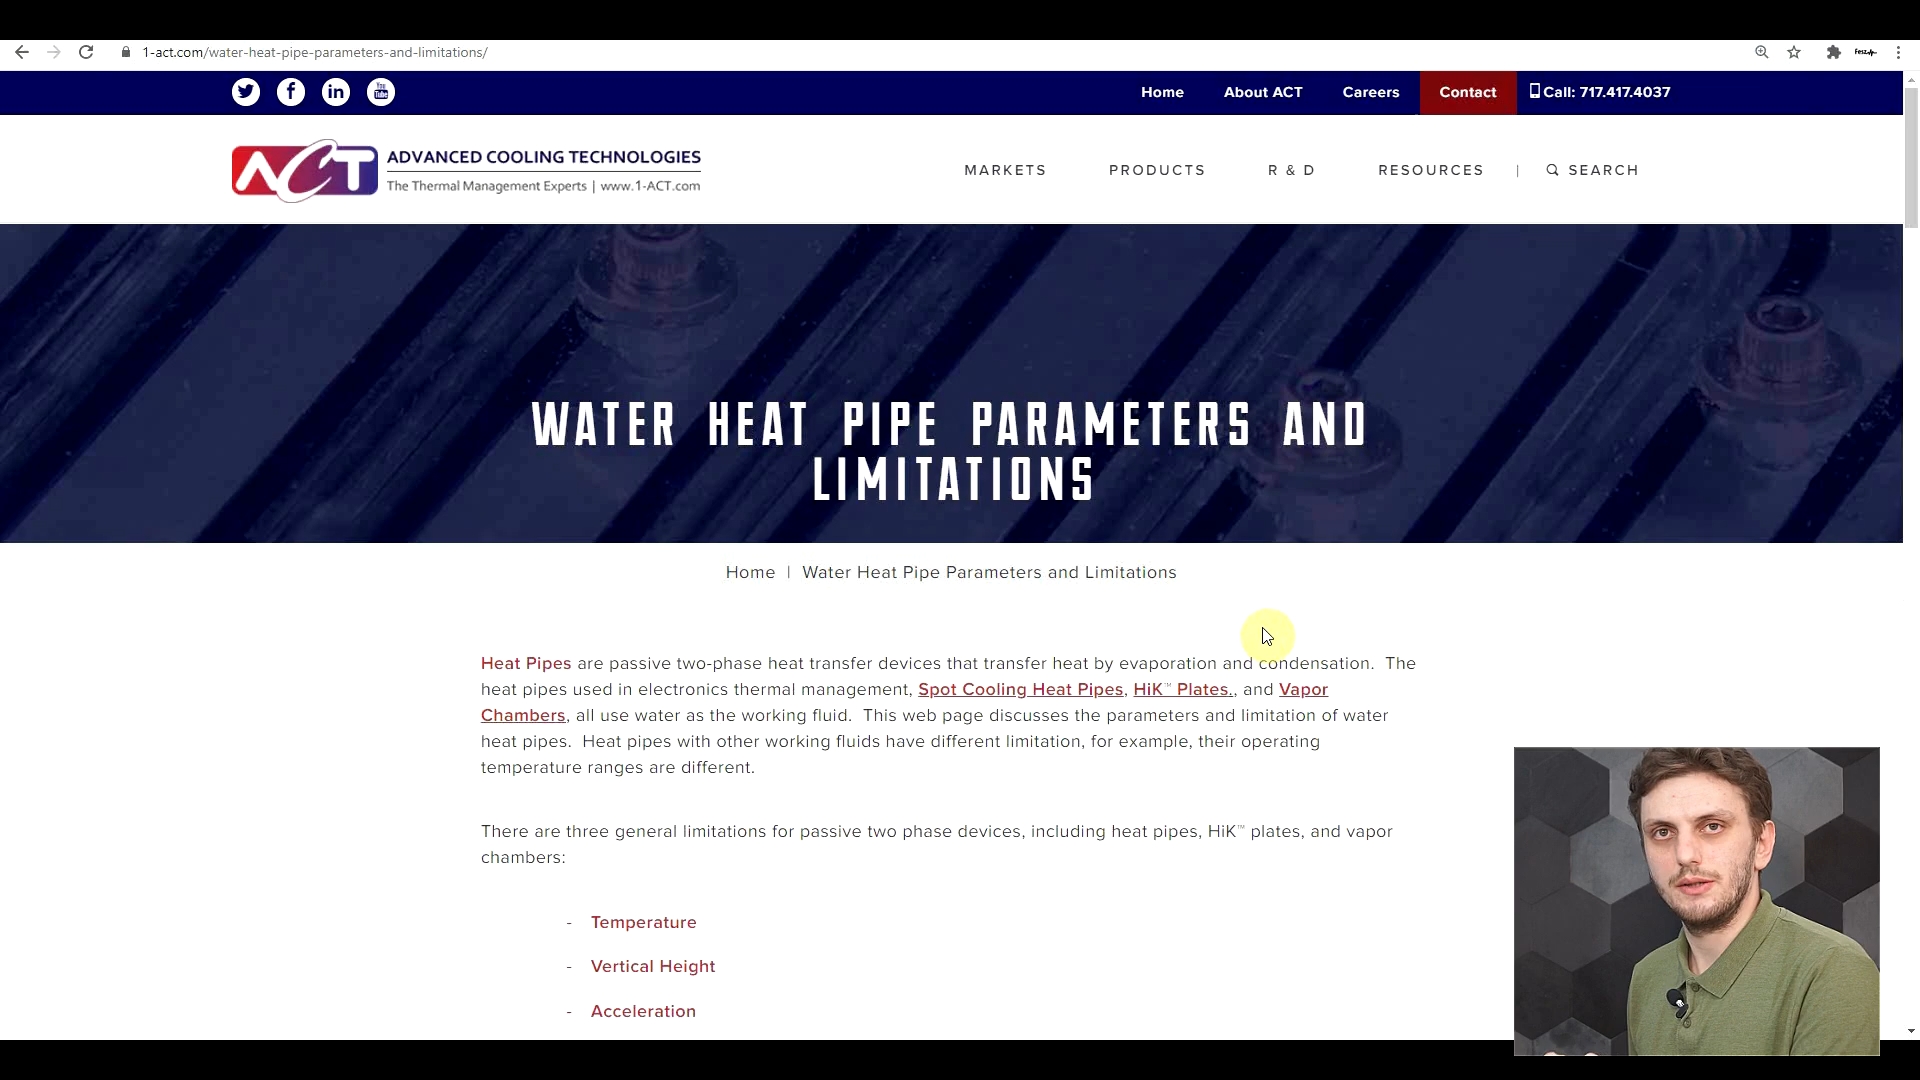 1-act.com/water-heat-pipe-parameters-and-limitations/
Home About ACT Careers Contact Call: 717.417.4037
ACT ADVANCED COOLING TECHNOLOGIES
The Thermal Management Experts | www.1-ACT.com
MARKETS PRODUCTS R & D RESOURCES | SEARCH
WATER HEAT PIPE PARAMETERS AND
LIMITATIONS
Home | Water Heat Pipe Parameters and Limitations
Heat Pipes are passive two-phase heat transfer devices that transfer heat by evaporation and condensation. The
heat pipes used in electronics thermal management, Spot Cooling Heat Pipes, HiK™ Plates., and Vapor
Chambers, all use water as the working fluid. This web page discusses the parameters and limitation of water
heat pipes. Heat pipes with other working fluids have different limitation, for example, their operating
temperature ranges are different.
There are three general limitations for passive two phase devices, including heat pipes, HiK™ plates, and vapor
chambers:
- Temperature
- Vertical Height
- Acceleration